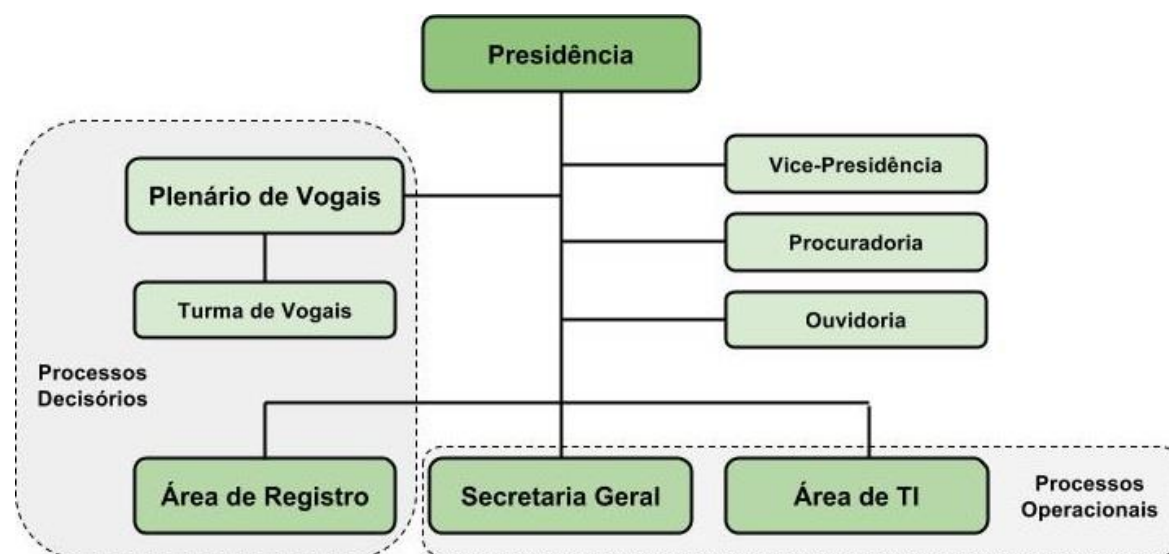 Presidência
Vice-Presidência
Plenário de Vogais
Procuradoria
Turma de Vogais
Ouvidoria
Processos
Decisórios
Área de Registro
Secretaria Geral
Área de TI
Processos
Operacionais